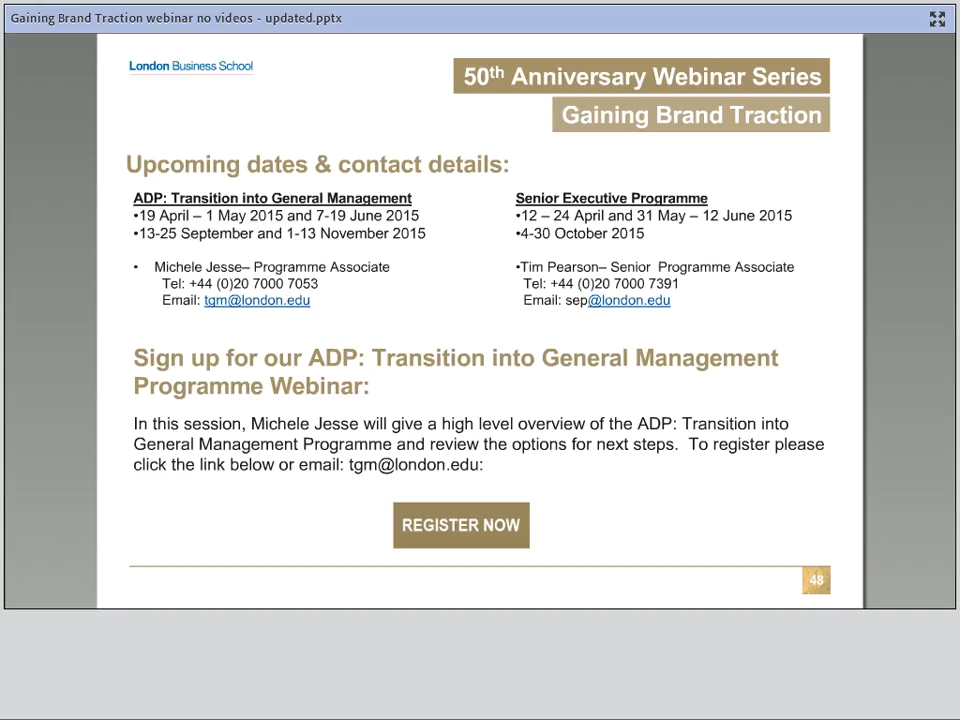 Gaining Brand Traction webinar no videos - updated.pptx
London Business School
50th Anniversary Webinar Series
Gaining Brand Traction
Upcoming dates & contact details:
ADP: Transition into General Management
•19 April – 1 May 2015 and 7-19 June 2015
•13-25 September and 1-13 November 2015
• Michele Jesse– Programme Associate
Tel: +44 (0)20 7000 7053
Email: tgm@london.edu
Senior Executive Programme
•12 – 24 April and 31 May – 12 June 2015
•4-30 October 2015
•Tim Pearson– Senior Programme Associate
Tel: +44 (0)20 7000 7391
Email: sep@london.edu
Sign up for our ADP: Transition into General Management
Programme Webinar:
In this session, Michele Jesse will give a high level overview of the ADP: Transition into
General Management Programme and review the options for next steps. To register please
click the link below or email: tgm@london.edu:
REGISTER NOW
48